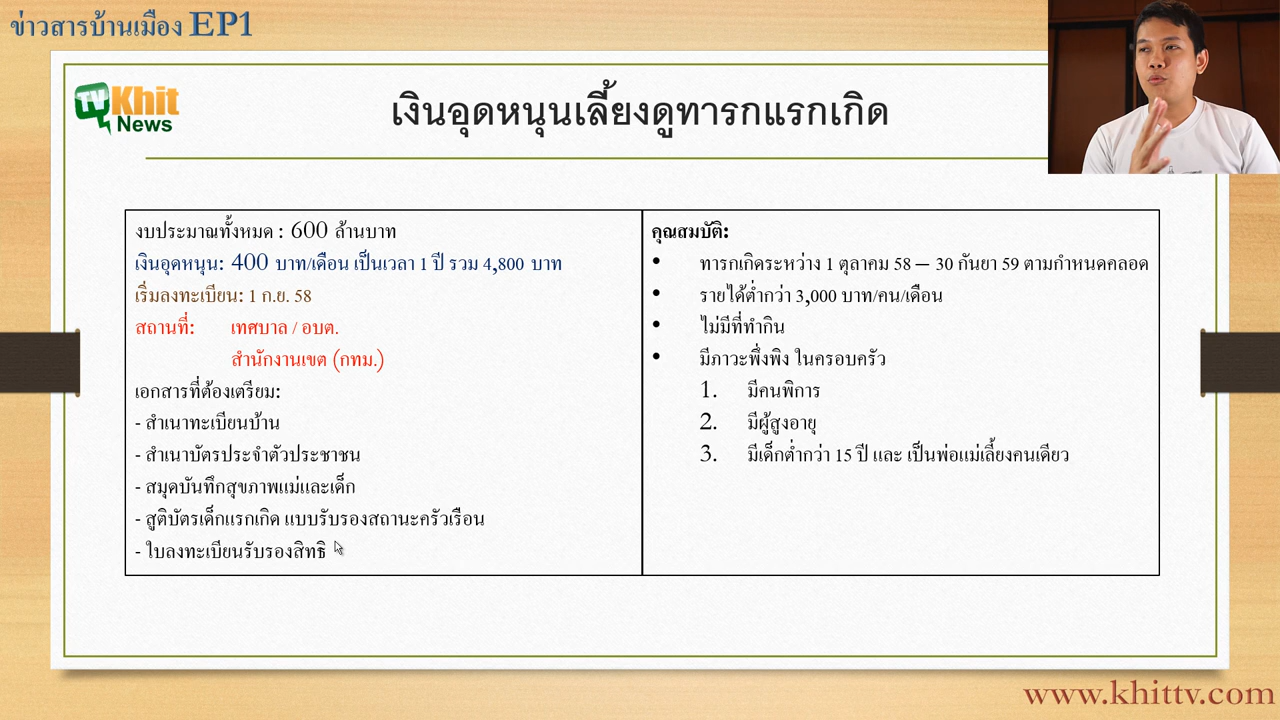 ข่าวสารบ้านเมือง EP1
TV Khit
News
เงินอุดหนุนเลี้ยงดูทารกแรกเกิด
งบประมาณทั้งหมด : 600 ล้านบาท
เงินอุดหนุน: 400 บาท/เดือน เป็นเวลา 1 ปี รวม 4,800 บาท
เริ่มลงทะเบียน: 1 ก.ย. 58
สถานที่: เทศบาล / อบต.
สำนักงานเขต (กทม.)
เอกสารที่ต้องเตรียม:
- สำเนาทะเบียนบ้าน
- สำเนาบัตรประจำตัวประชาชน
- สมุดบันทึกสุขภาพแม่และเด็ก
- สูติบัตรเด็กแรกเกิด แบบรับรองสถานะครัวเรือน
- ใบลงทะเบียนรับรองสิทธิ
คุณสมบัติ:
• ทารกเกิดระหว่าง 1 ตุลาคม 58 – 30 กันยา 59 ตามกำหนดคลอด
• รายได้ต่ำกว่า 3,000 บาท/คน/เดือน
• ไม่มีที่ทำกิน
• มีภาวะพึ่งพิง ในครอบครัว
1. มีคนพิการ
2. มีผู้สูงอายุ
3. มีเด็กต่ำกว่า 15 ปี และ เป็นพ่อแม่เลี้ยงคนเดียว
www.khittv.com